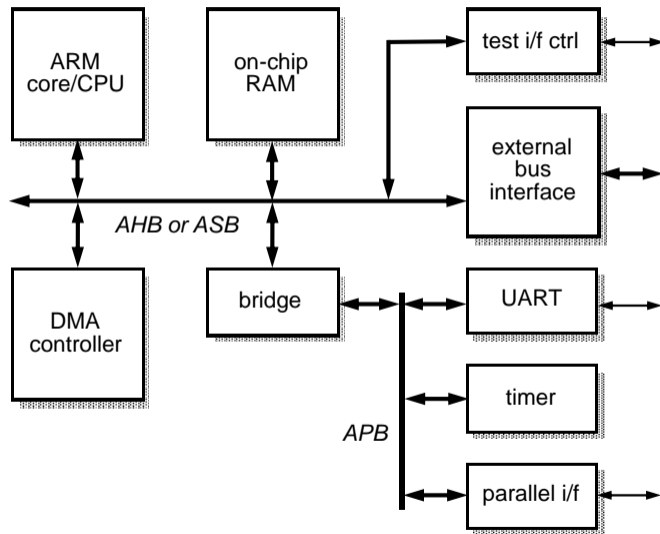 ARM
core/CPU
on-chip
RAM
test i/f ctrl
external
bus
interface
AHB or ASB
DMA
controller
bridge
UART
timer
APB
parallel i/f